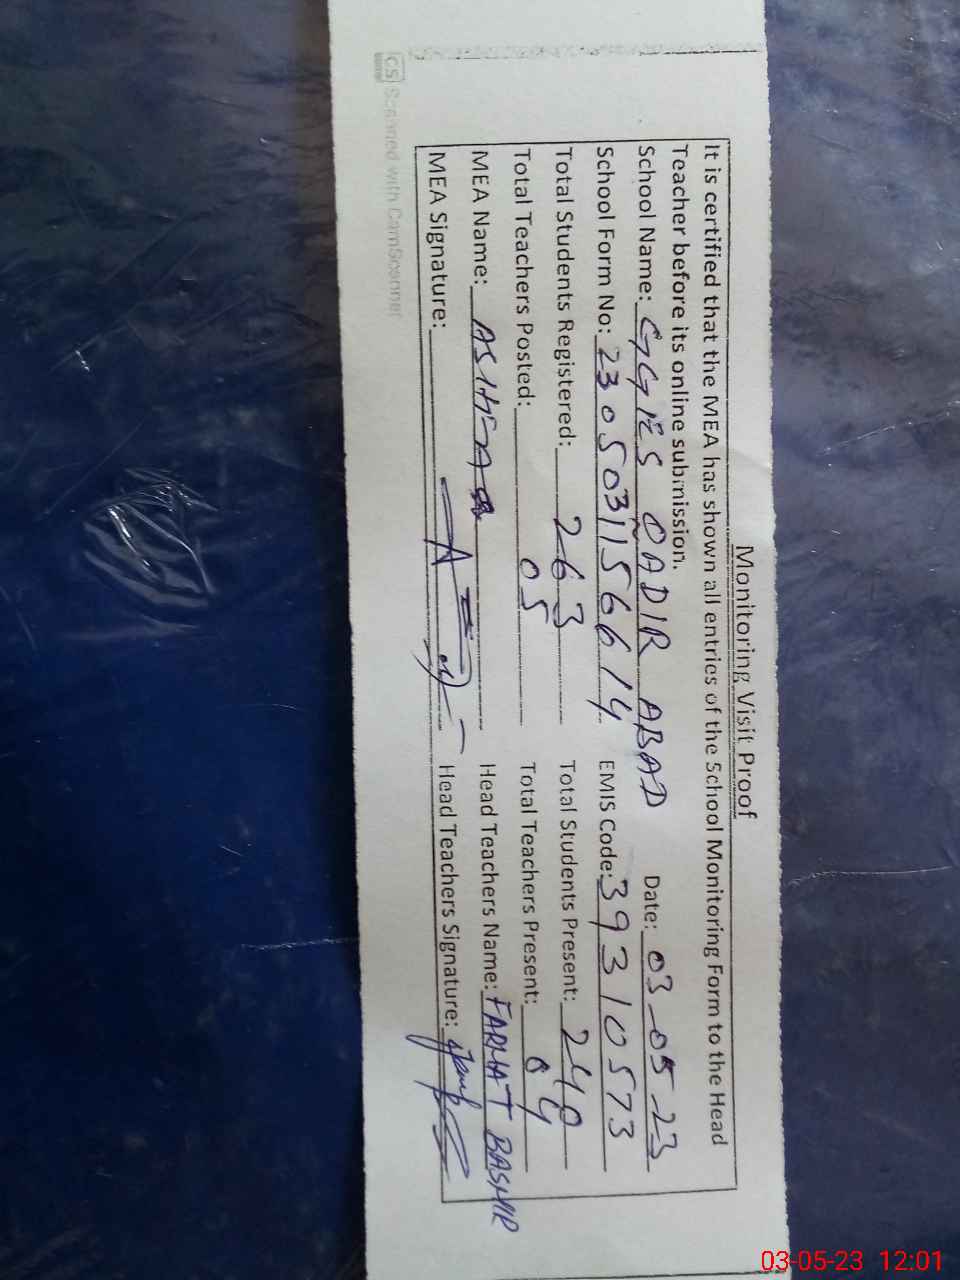 Monitoring Visit Proof
It is certified that the MEA has shown all entries of the School Monitoring Form to the Head
Teacher before its online submission.
School Name: GGES QADIR ABAD Date: 03-05-23
School Form No: 23050311566614 EMIS Code: 39310573
Total Students Registered: 263 Total Students Present: 240
Total Teachers Posted: 05 Total Teachers Present: 04
MEA Name: Head Teachers Name: FARHAT BASHIR
MEA Signature: Head Teachers Signature:
CS Scanned with CamScanner
03-05-23 12:01